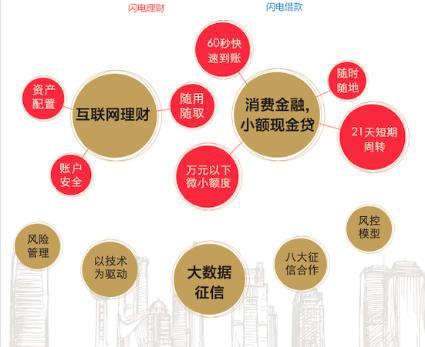 闪电理财
闪电借款
60秒快
速到账
资产
配置
互联网理财
随用
随取
消费金融,
小额现金贷
随时
随地
21天短期
周转
账户
安全
万元以下
微小额度
风险
管理
以技术
为驱动
大数据
征信
八大征
信合作
风控
模型